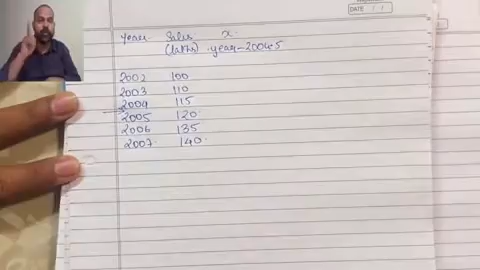 Year Sales x
(lakhs) year-2004.5
2002 100
2003 110
2004 115
2005 120
2006 135
2007 140
DATE / /